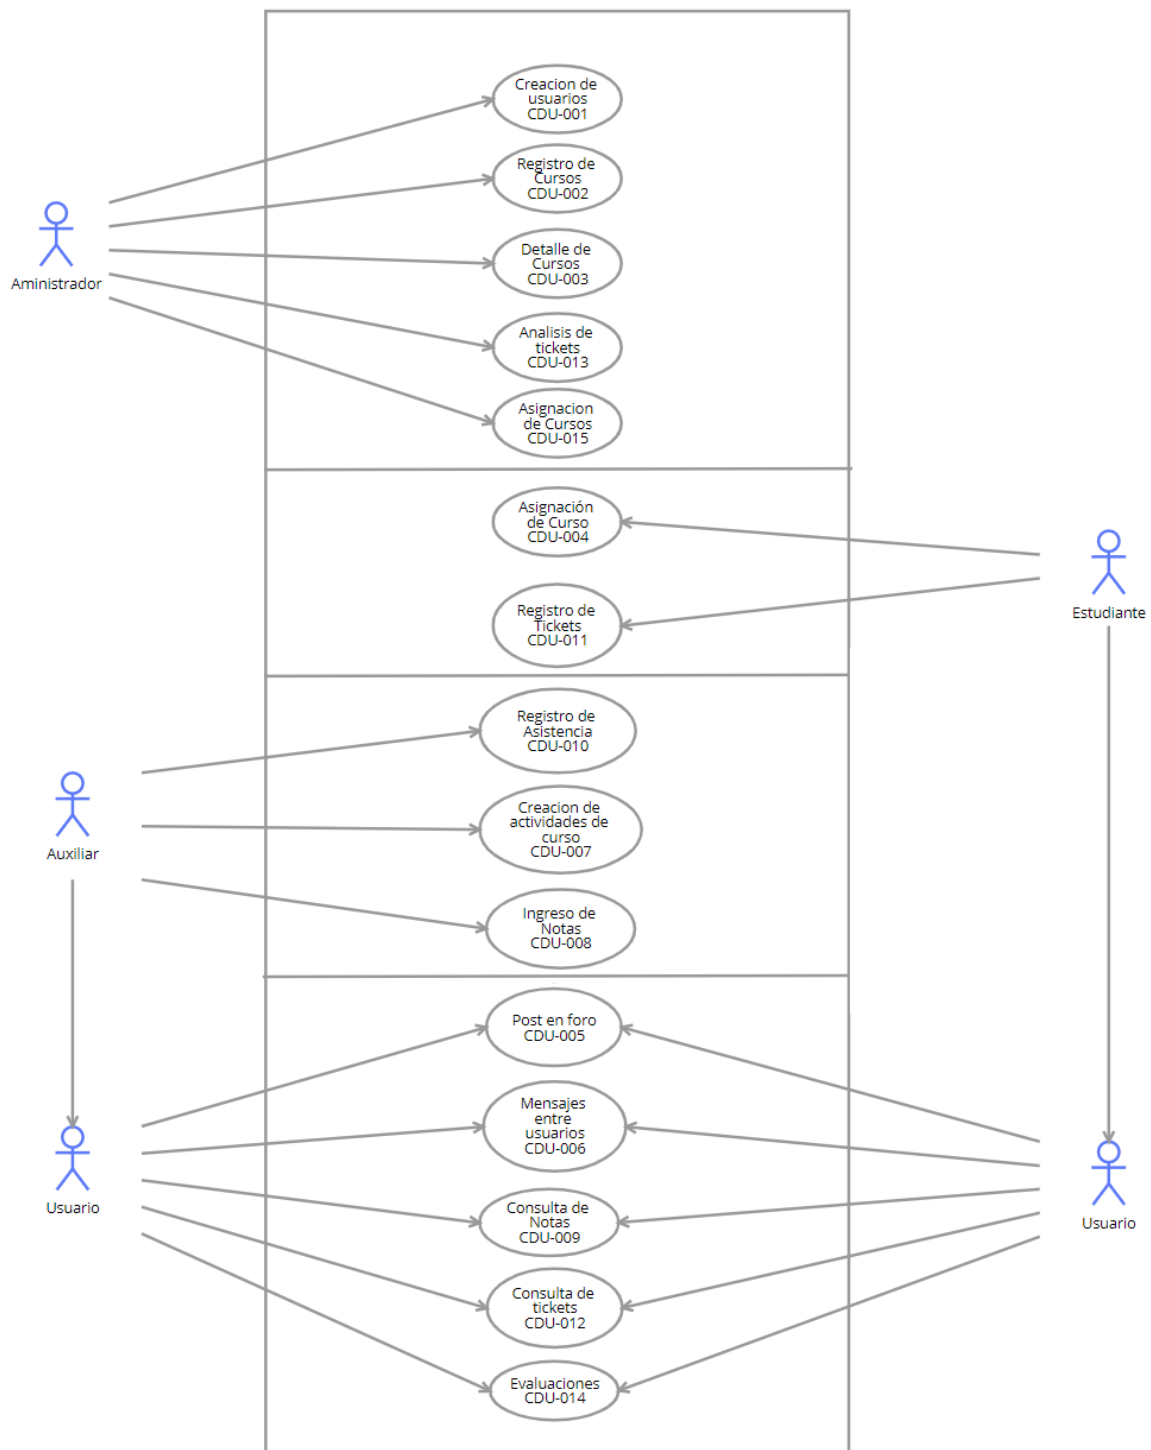 Creacion de
usuarios
CDU-001
Registro de
Cursos
CDU-002
Detalle de
Cursos
CDU-003
Aministrador
Analisis de
tickets
CDU-013
Asignacion
de Cursos
CDU-015
Asignación
de Curso
CDU-004
Registro de
Tickets
CDU-011
Estudiante
Registro de
Asistencia
CDU-010
Creacion de
actividades de
curso
CDU-007
Auxiliar
Ingreso de
Notas
CDU-008
Post en foro
CDU-005
Mensajes
entre
usuarios
CDU-006
Usuario
Consulta de
Notas
CDU-009
Usuario
Consulta de
tickets
CDU-012
Evaluaciones
CDU-014